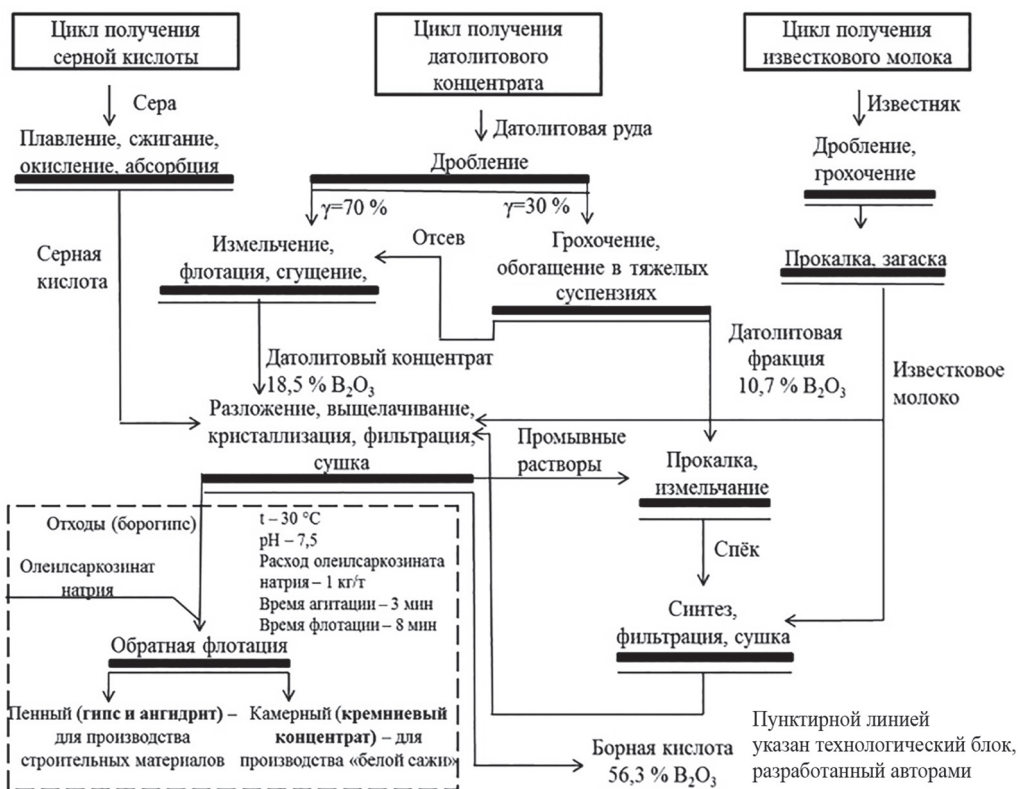 Цикл получения
серной кислоты
Цикл получения
датолитового
концентрата
Цикл получения
известкового молока
Сера
Датолитовая руда
Известняк
Плавление, сжигание,
окисление, абсорбция
Дробление
Дробление,
грохочение
γ=70 %
γ=30 %
Серная
кислота
Измельчение,
флотация, сгущение,
Отсев
Грохочение,
обогащение в тяжелых
суспензиях
Прокалка, загаска
Датолитовый концентрат
18,5 % B₂O₃
Датолитовая
фракция
10,7 % B₂O₃
Известковое
молоко
Разложение, выщелачивание,
кристаллизация, фильтрация,
сушка
Промывные
растворы
Прокалка,
измельчание
Спёк
Синтез,
фильтрация, сушка
Отходы (борогипс)
t – 30 °C
pH – 7,5
Расход олеилсаркозината
натрия – 1 кг/т
Время агитации – 3 мин
Время флотации – 8 мин
Олеилсаркозинат
натрия
Обратная флотация
Пенный (гипс и ангидрит) –
для производства
строительных материалов
Камерный (кремниевый
концентрат) – для
производства «белой сажи»
Борная кислота
56,3 % B₂O₃
Пунктирной линией
указан технологический блок,
разработанный авторами